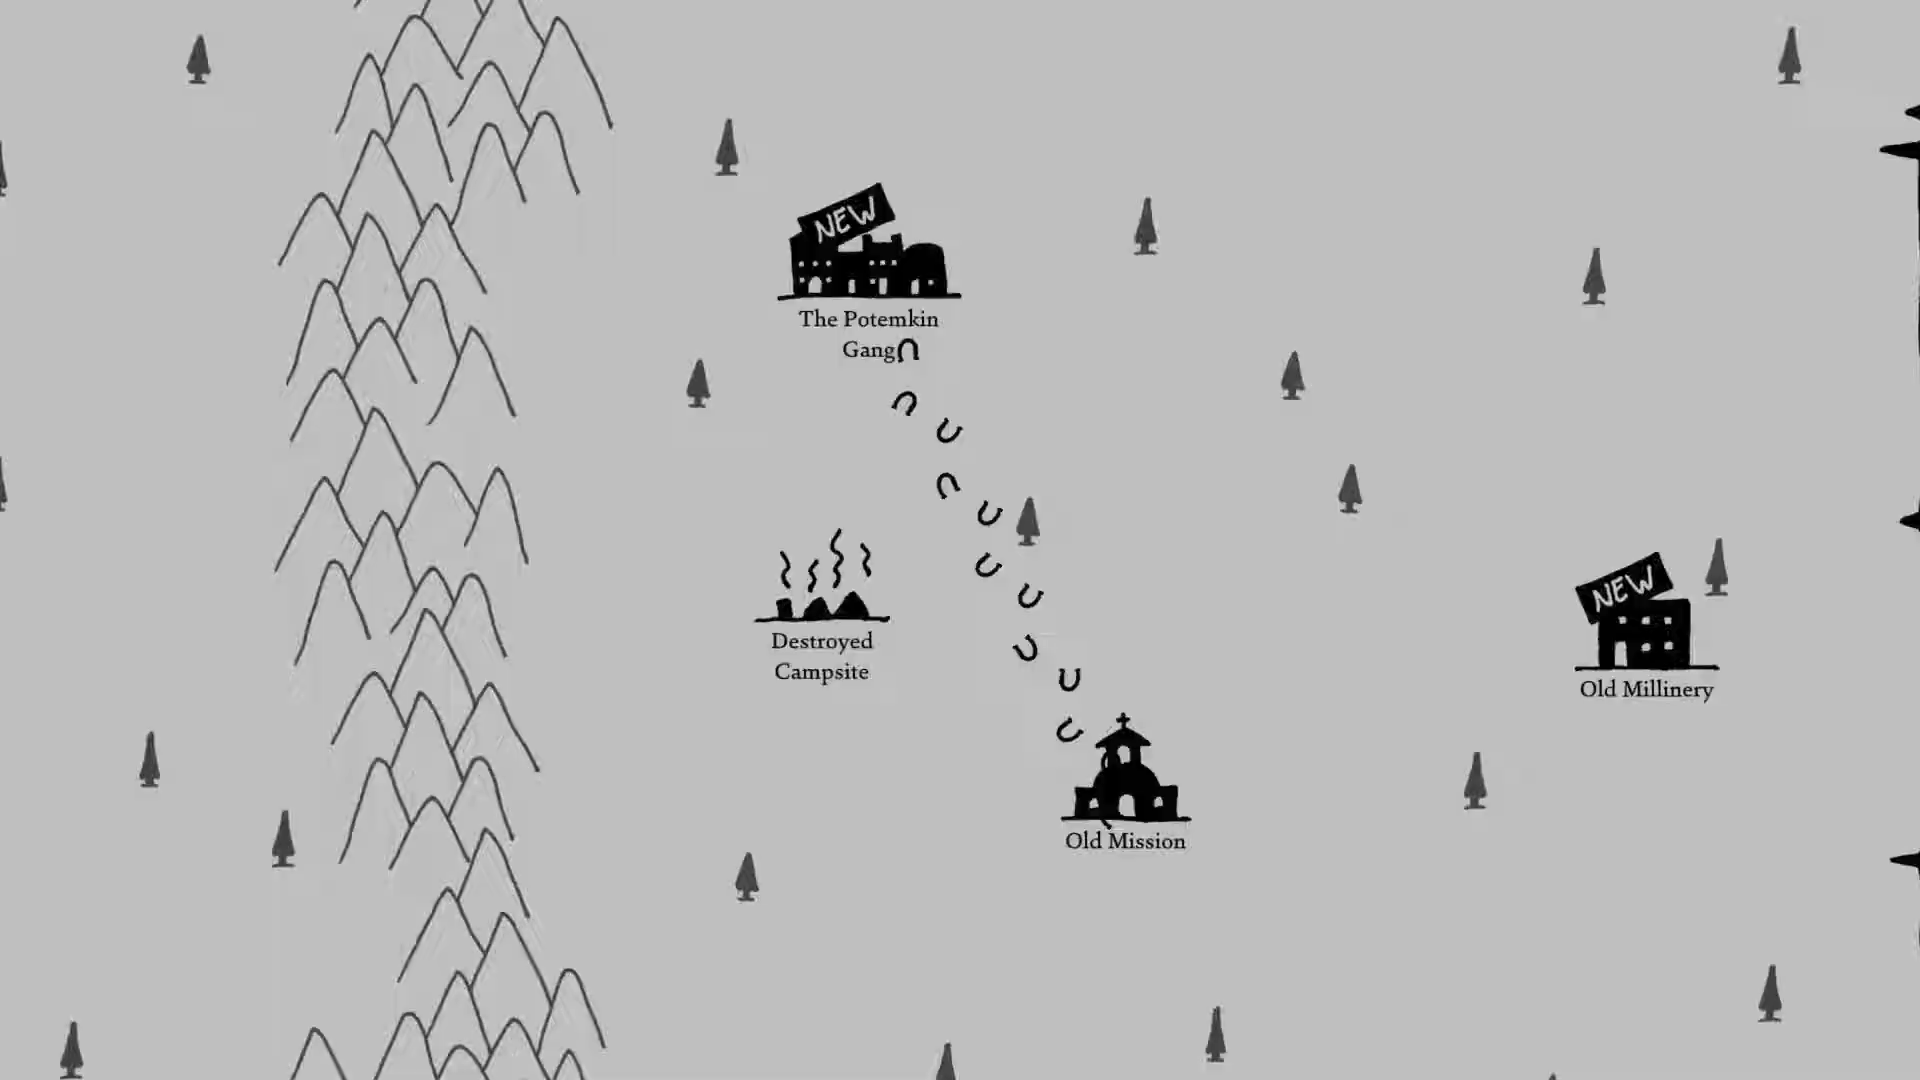 NEW
The Potemkin
Gang
NEW
Destroyed
Campsite
Old Millinery
Old Mission